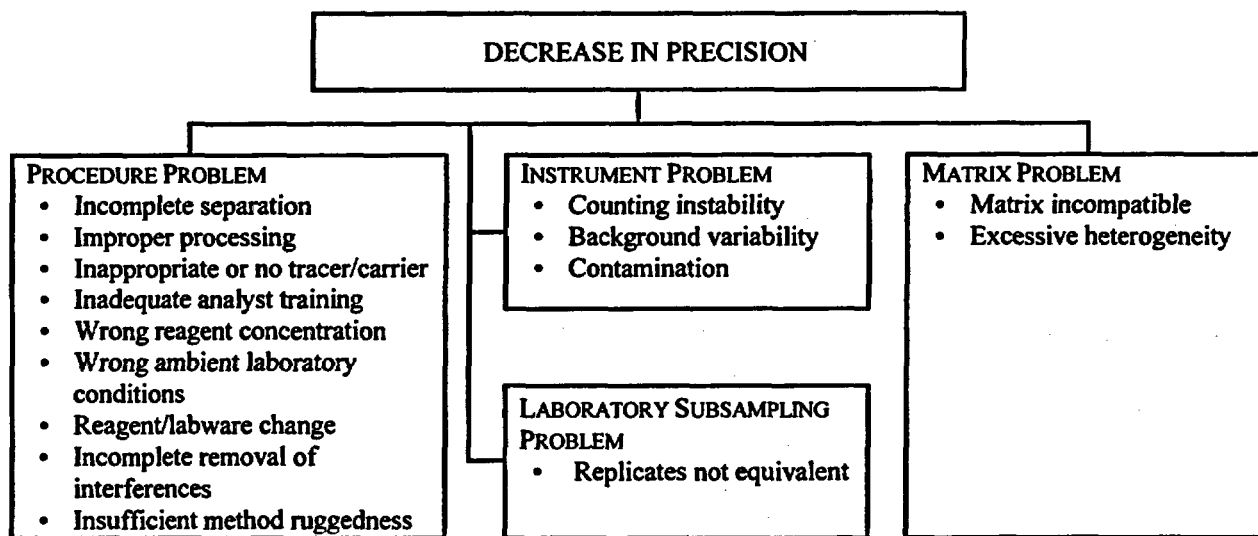 DECREASE IN PRECISION
PROCEDURE PROBLEM
• Incomplete separation
• Improper processing
• Inappropriate or no tracer/carrier
• Inadequate analyst training
• Wrong reagent concentration
• Wrong ambient laboratory
conditions
• Reagent/labware change
• Incomplete removal of
interferences
• Insufficient method ruggedness
INSTRUMENT PROBLEM
• Counting instability
• Background variability
• Contamination
LABORATORY SUBSAMPLING
PROBLEM
• Replicates not equivalent
MATRIX PROBLEM
• Matrix incompatible
• Excessive heterogeneity